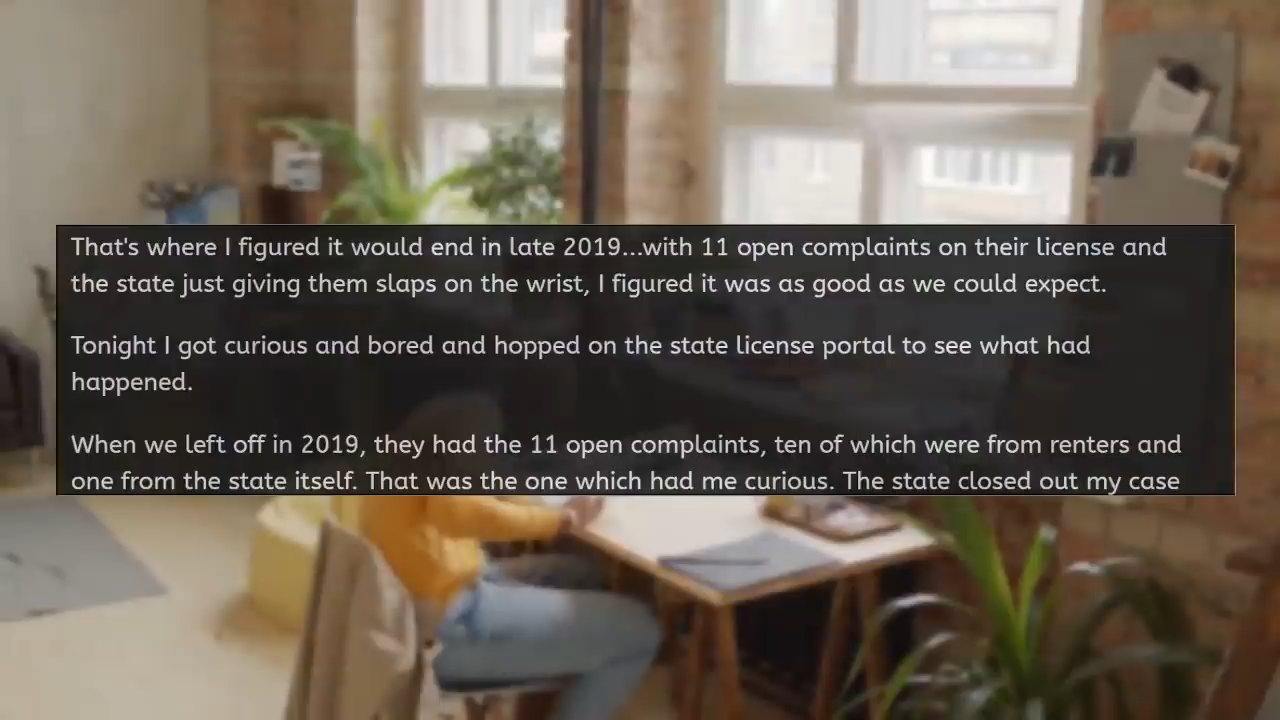 That's where I figured it would end in late 2019...with 11 open complaints on their license and
the state just giving them slaps on the wrist, I figured it was as good as we could expect.
Tonight I got curious and bored and hopped on the state license portal to see what had
happened.
When we left off in 2019, they had the 11 open complaints, ten of which were from renters and
one from the state itself. That was the one which had me curious. The state closed out my case